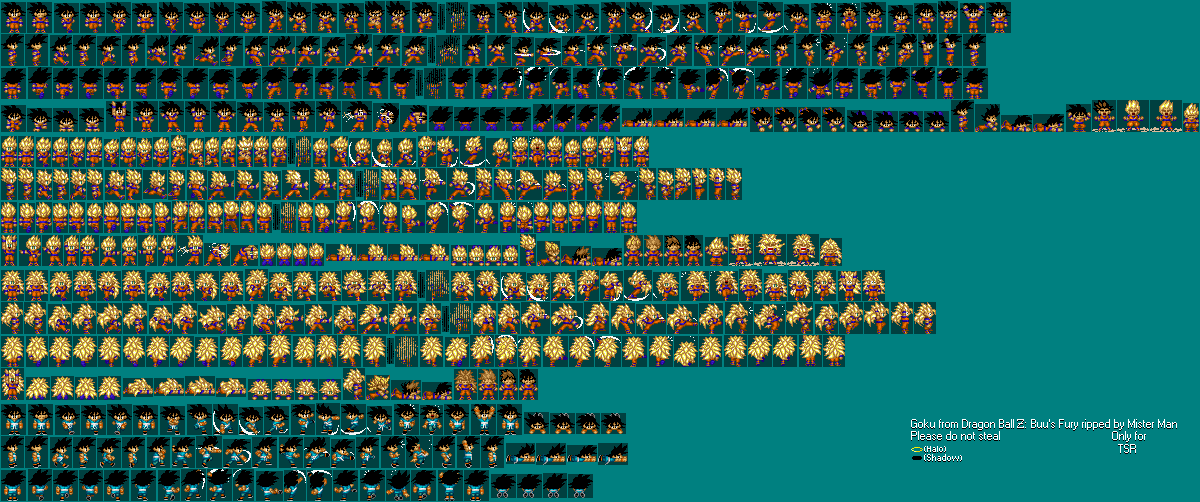 Goku from Dragon Ball Z: Buu's Fury ripped by Mister Man
Please do not steal Only for
(Halo) TSR
(Shadow)